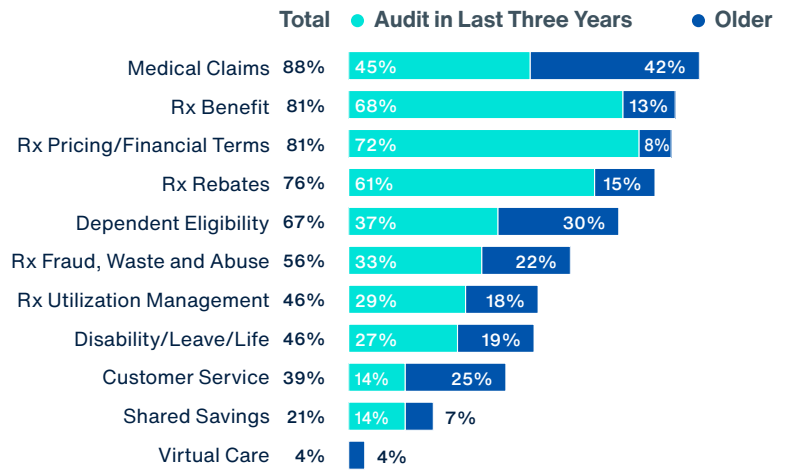 Total Audit in Last Three Years Older
Medical Claims 88% 45% 42%
Rx Benefit 81% 68% 13%
Rx Pricing/Financial Terms 81% 72% 8%
Rx Rebates 76% 61% 15%
Dependent Eligibility 67% 37% 30%
Rx Fraud, Waste and Abuse 56% 33% 22%
Rx Utilization Management 46% 29% 18%
Disability/Leave/Life 46% 27% 19%
Customer Service 39% 14% 25%
Shared Savings 21% 14% 7%
Virtual Care 4% 4%